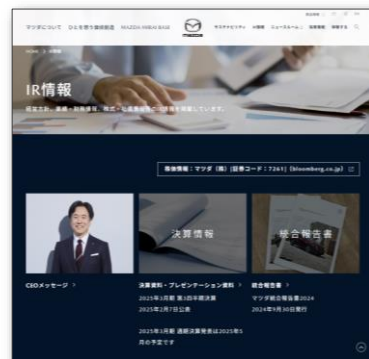 マツダについて ひとを想う価値創造 MAZDA MIRAI BASE
mazda
サステナビリティ IR情報 ニュースルーム 採用情報
HOME > IR情報
IR情報
株価情報：マツダ（株）[証券コード：7261]（bloomberg.co.jp）
決算情報
統合報告書
CEOメッセージ >
決算資料・プレゼンテーション資料 >
2025年3月期 第3四半期決算
2025年2月7日公表
2025年3月期 通期決算発表は2025年5
月の予定です
統合報告書 >
マツダ統合報告書2024
2024年9月30日発行